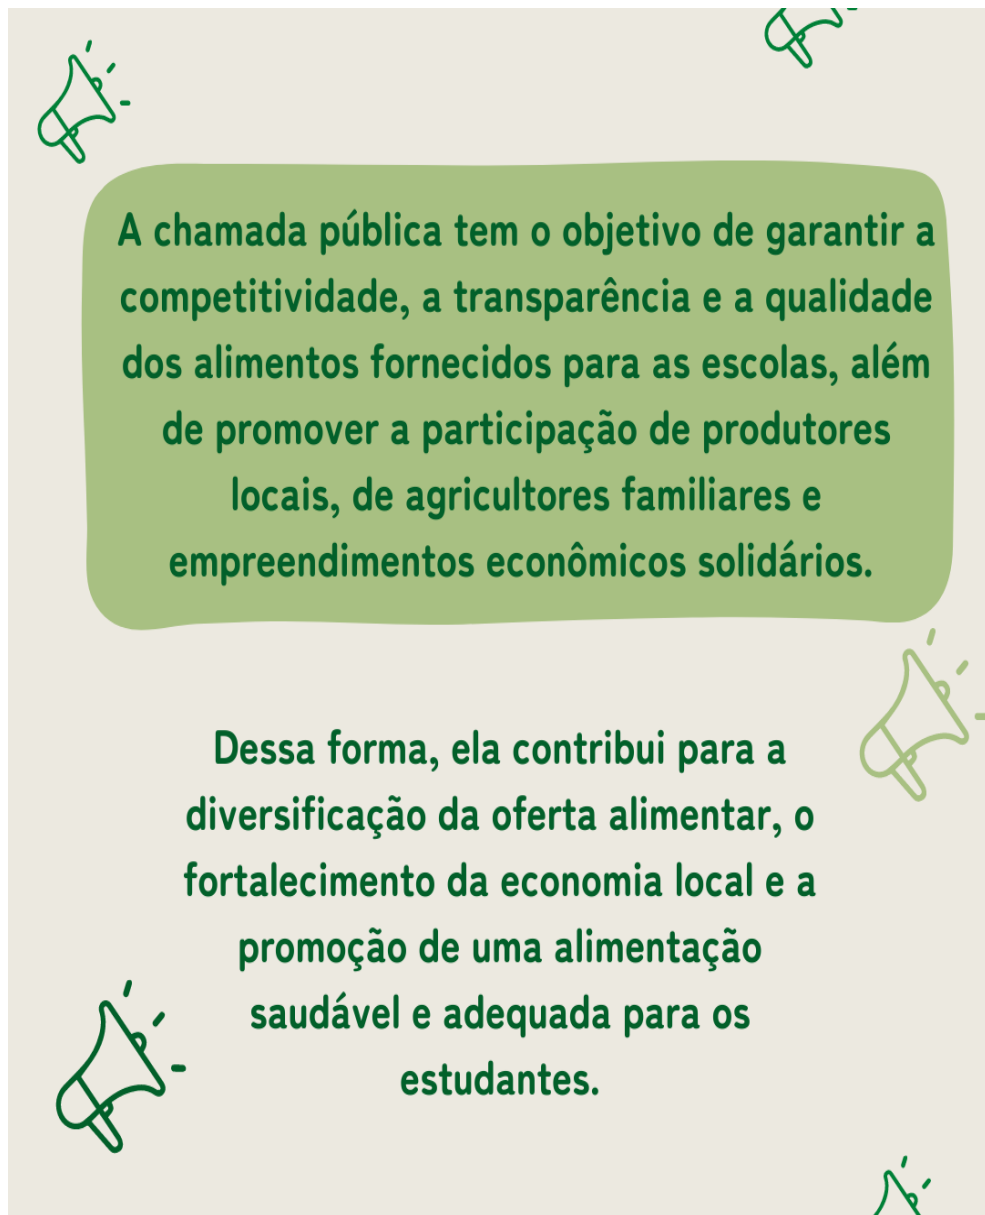 A chamada pública tem o objetivo de garantir a
competitividade, a transparência e a qualidade
dos alimentos fornecidos para as escolas, além
de promover a participação de produtores
locais, de agricultores familiares e
empreendimentos econômicos solidários.
Dessa forma, ela contribui para a
diversificação da oferta alimentar, o
fortalecimento da economia local e a
promoção de uma alimentação
saudável e adequada para os
estudantes.